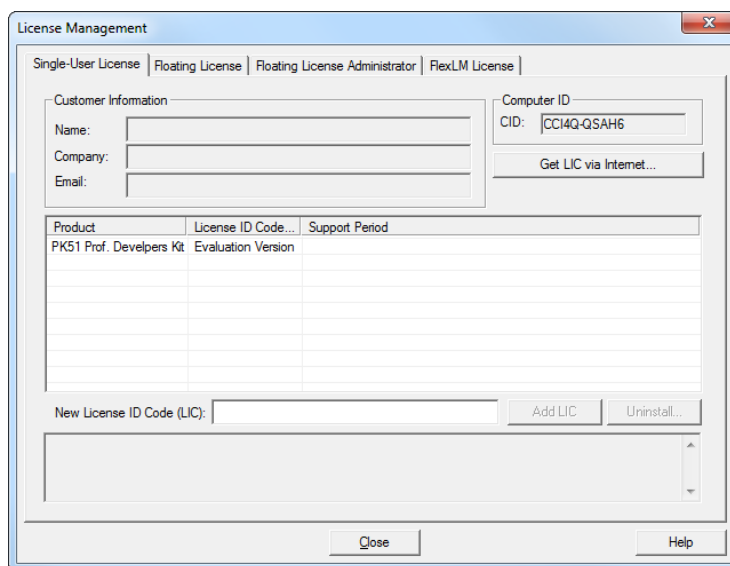 License Management
Single-User License Floating License Floating License Administrator FlexLM License
Customer Information
Name:
Company:
Email:
Computer ID
CID: CCI4Q-QSAH6
Get LIC via Internet...
Product License ID Code... Support Period
PK51 Prof. Develpers Kit Evaluation Version
New License ID Code (LIC): Add LIC Uninstall...
Close Help